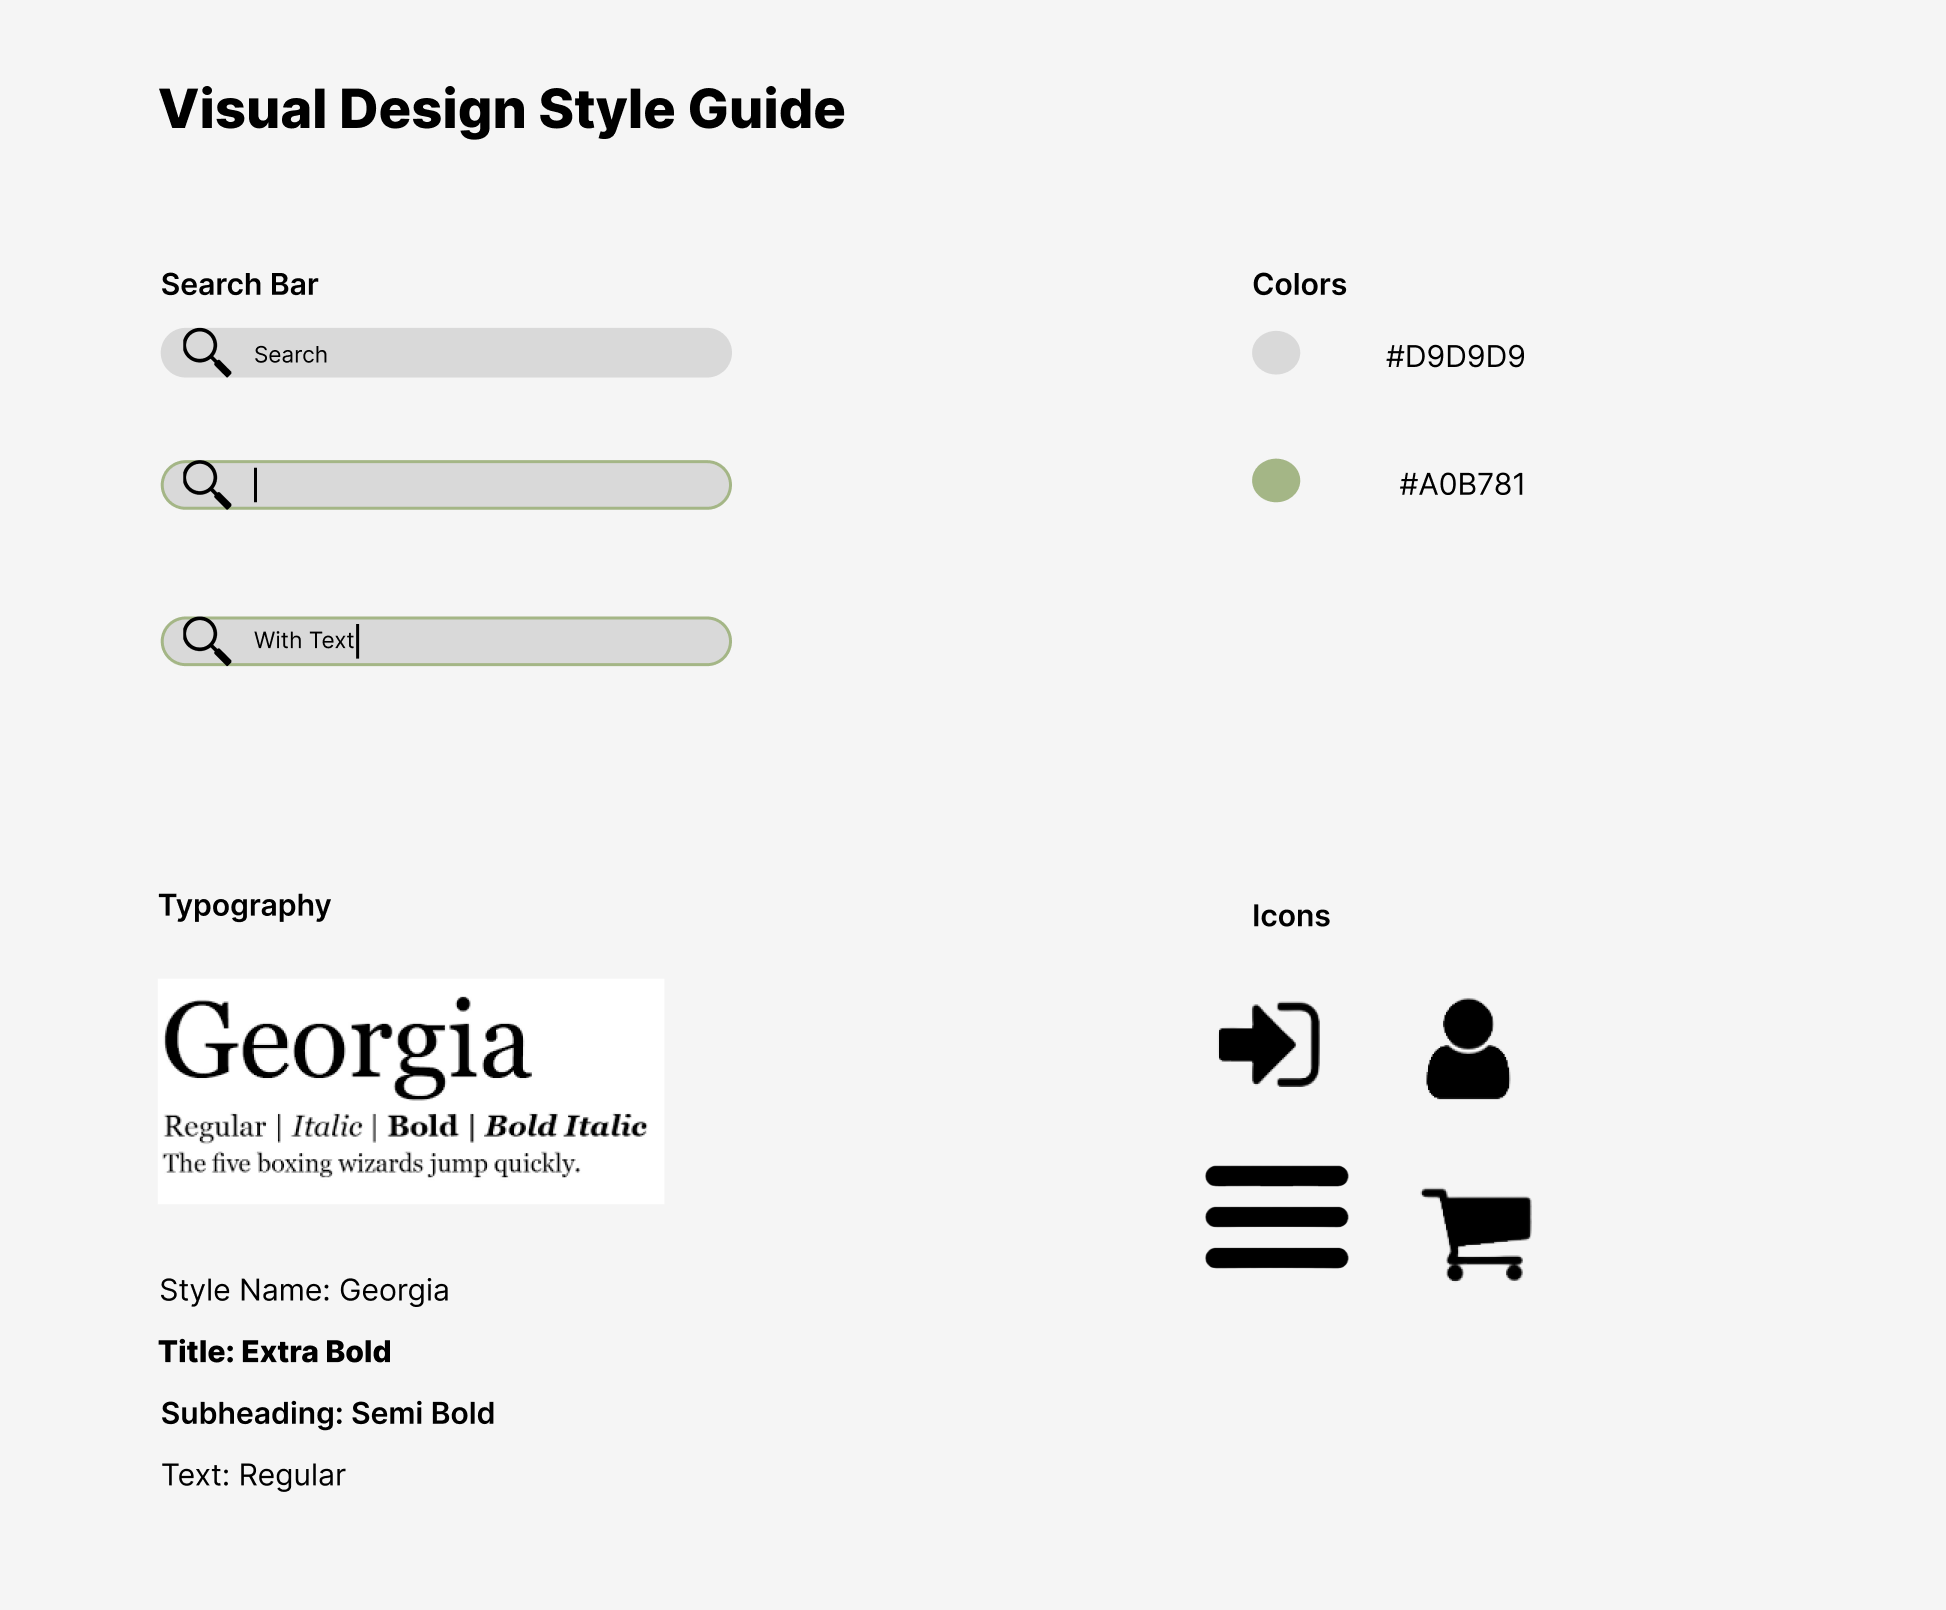 Visual Design Style Guide
Search Bar
Search
With Text
Colors
#D9D9D9
#A0B781
Typography
Georgia
Regular | Italic | Bold | Bold Italic
The five boxing wizards jump quickly.
Style Name: Georgia
Title: Extra Bold
Subheading: Semi Bold
Text: Regular
Icons